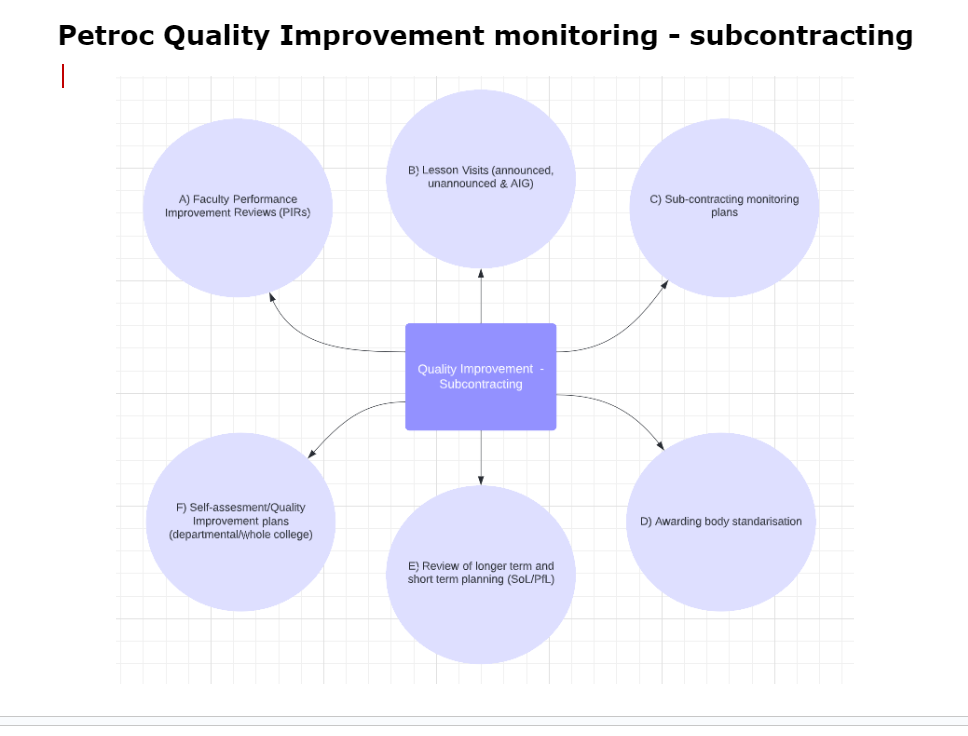 Petroc Quality Improvement monitoring - subcontracting
A) Faculty Performance
Improvement Reviews (PIRs)
B) Lesson Visits (announced,
unannounced & AIG)
C) Sub-contracting monitoring
plans
Quality Improvement -
Subcontracting
F) Self-assesment/Quality
Improvement plans
(departmental/whole college)
E) Review of longer term and
short term planning (SoL/PfL)
D) Awarding body standarisation